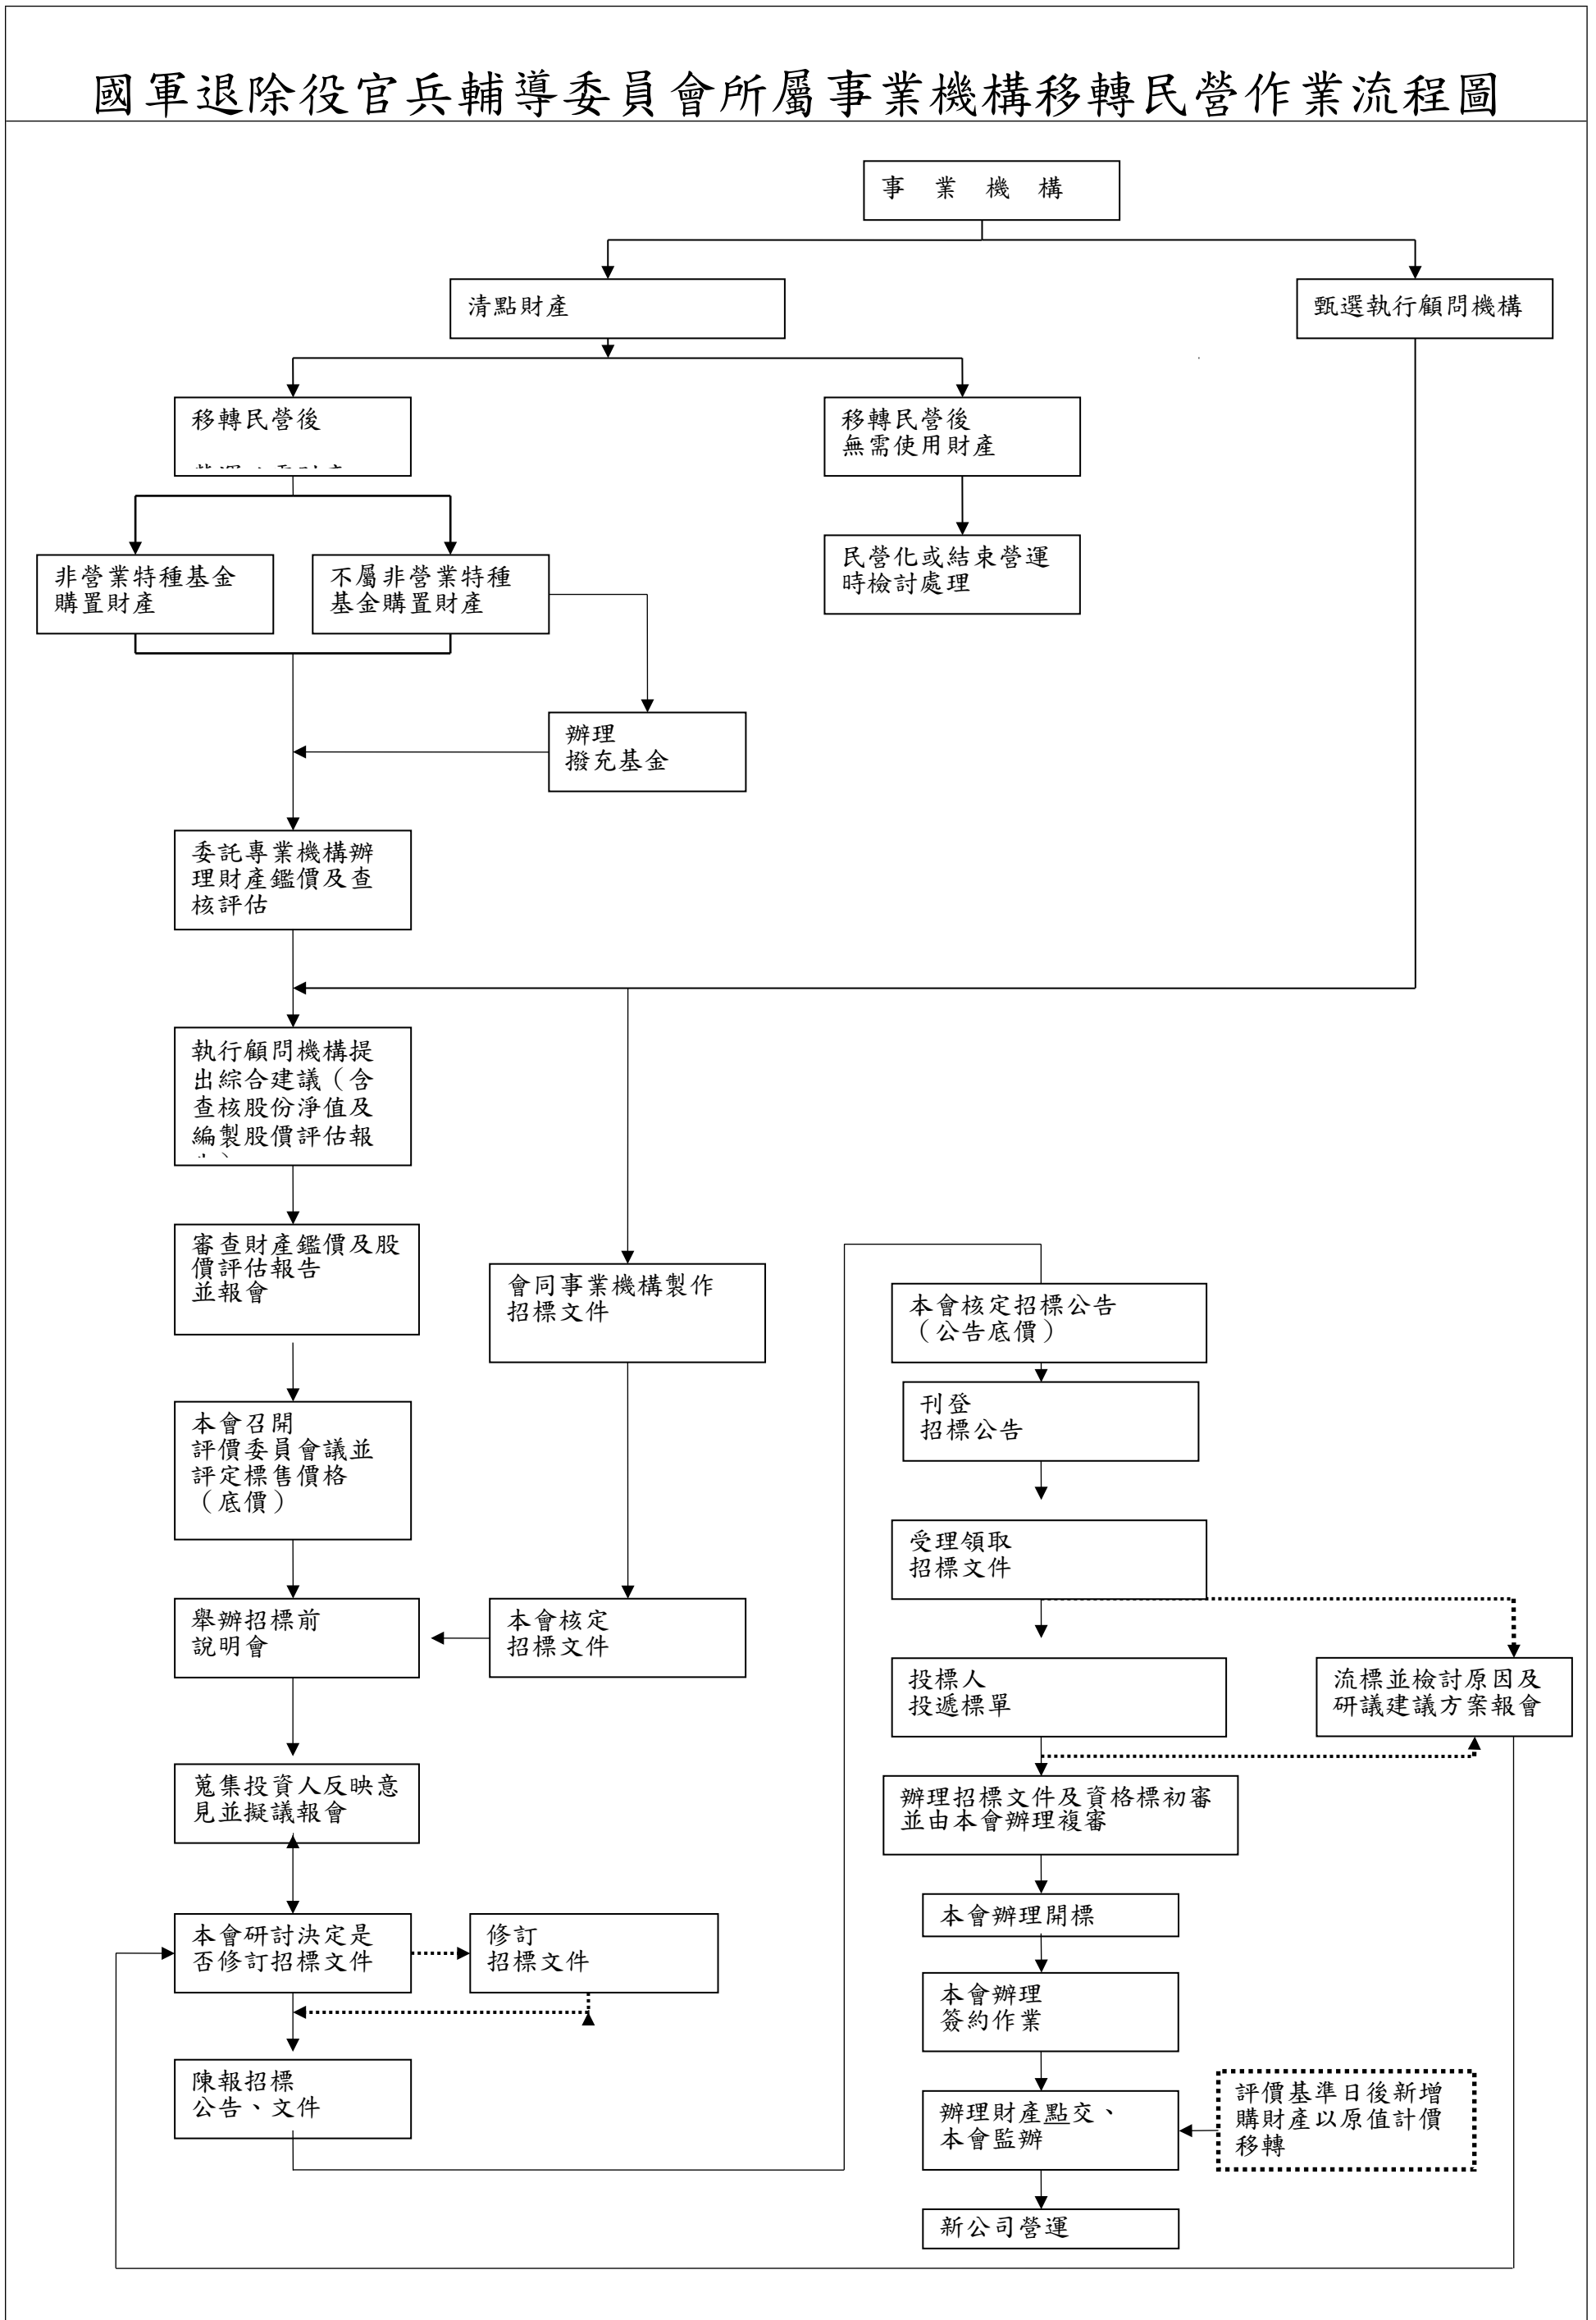 國軍退除役官兵輔導委員會所屬事業機構移轉民營作業流程圖
事 業 機 構
清點財產
甄選執行顧問機構
移轉民營後
移轉民營後
無需使用財產
非營業特種基金
購置財產
不屬非營業特種
基金購置財產
民營化或結束營運
時檢討處理
辦理
撥充基金
委託專業機構辦
理財產鑑價及查
核評估
執行顧問機構提
出綜合建議（含
查核股份淨值及
編製股價評估報
審查財產鑑價及股
價評估報告
並報會
會同事業機構製作
招標文件
本會召開
評價委員會議並
評定標售價格
（底價）
舉辦招標前
說明會
本會核定
招標文件
蒐集投資人反映意
見並擬議報會
本會研討決定是
否修訂招標文件
修訂
招標文件
陳報招標
公告、文件
本會核定招標公告
（公告底價）
刊登
招標公告
受理領取
招標文件
投標人
投遞標單
流標並檢討原因及
研議建議方案報會
辦理招標文件及資格標初審
並由本會辦理複審
本會辦理開標
本會辦理
簽約作業
辦理財產點交、
本會監辦
評價基準日後新增
購財產以原值計價
移轉
新公司營運